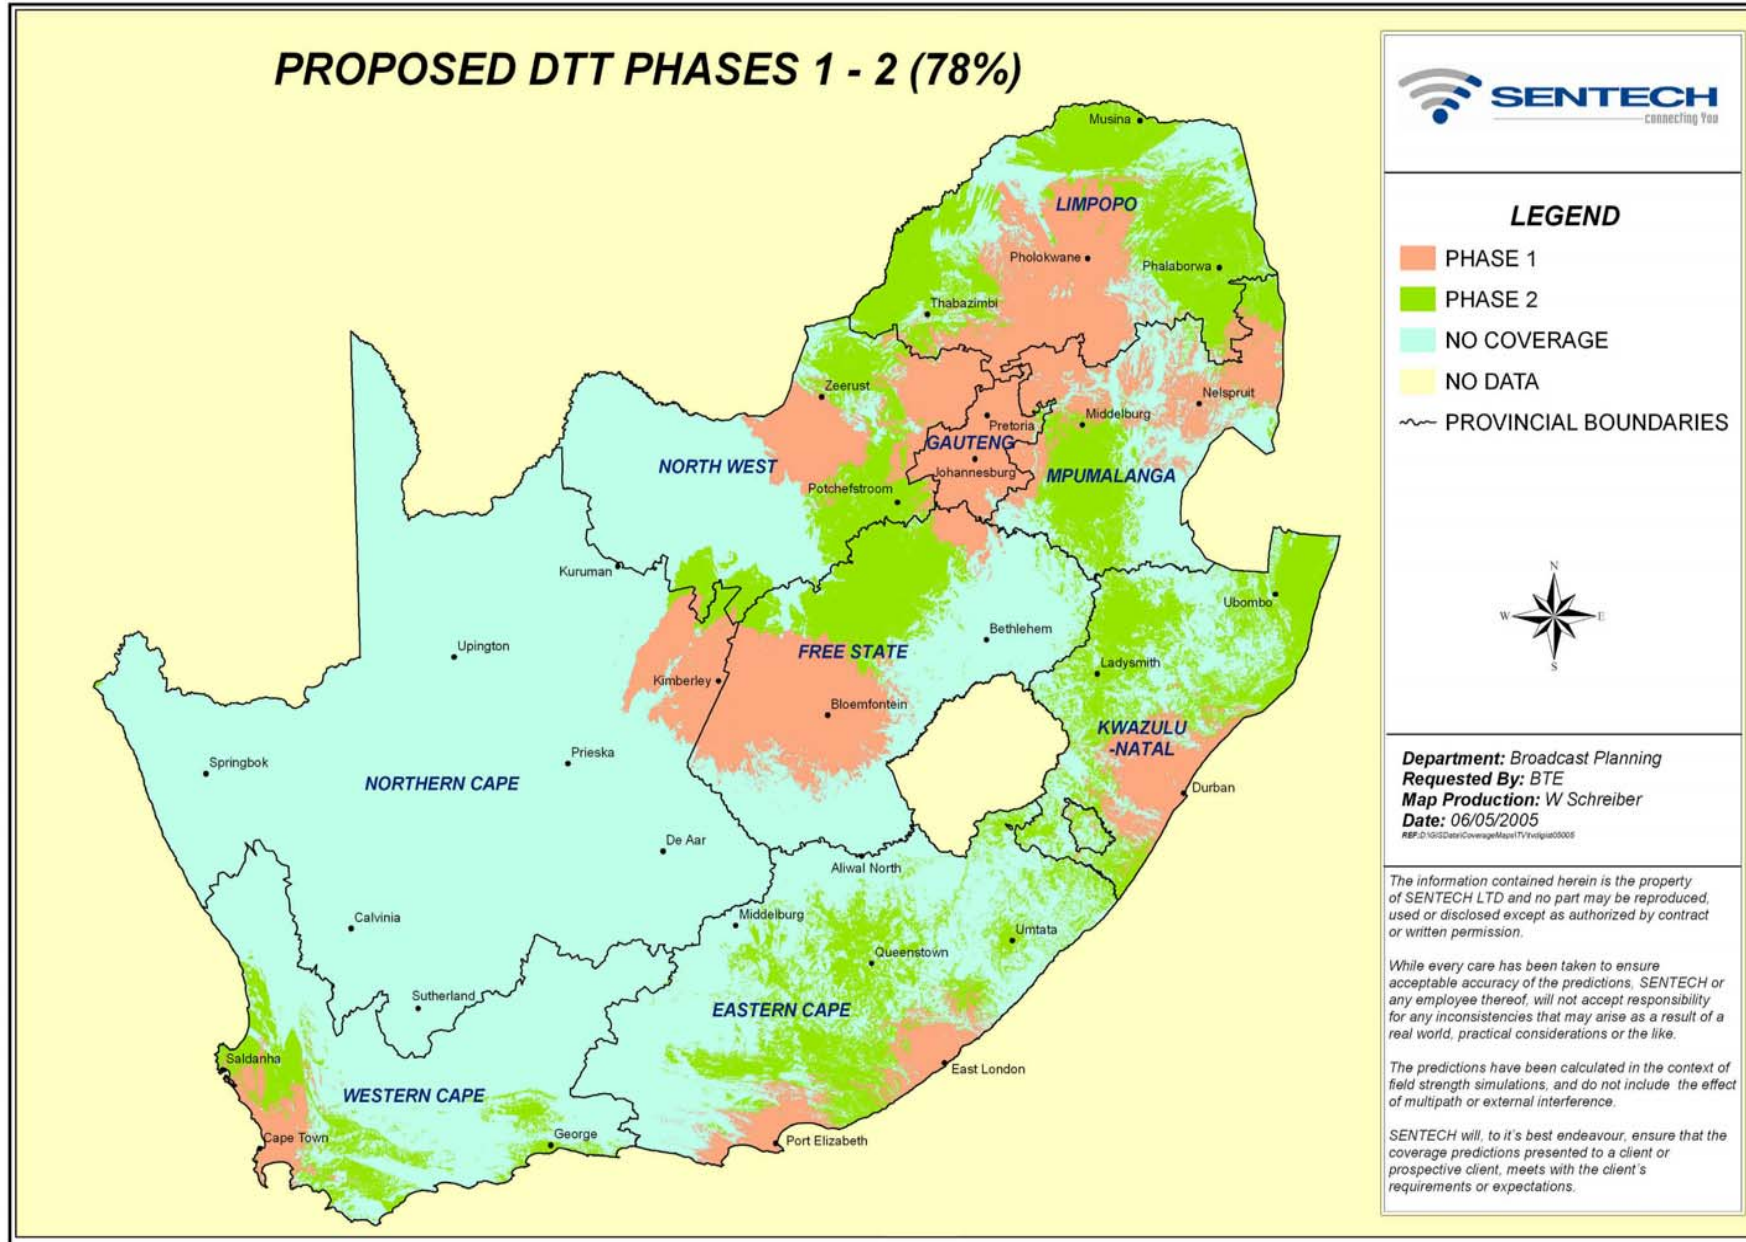 PROPOSED DTT PHASES 1 - 2 (78%)
SENTECH
connecting You
LEGEND
PHASE 1
PHASE 2
NO COVERAGE
NO DATA
PROVINCIAL BOUNDARIES
N
W
E
S
Department: Broadcast Planning
Requested By: BTE
Map Production: W Schreiber
Date: 06/05/2005
The information contained herein is the property
of SENTECH LTD and no part may be reproduced,
used or disclosed except as authorized by contract
or written permission.
While every care has been taken to ensure
acceptable accuracy of the predictions, SENTECH or
any employee thereof, will not accept responsibility
for any inconsistencies that may arise as a result of a
real world, practical considerations or the like.
The predictions have been calculated in the context of
field strength simulations, and do not include the effect
of multipath or external interference.
SENTECH will, to it's best endeavour, ensure that the
coverage predictions presented to a client or
prospective client, meets with the client's
requirements or expectations.
Musina
LIMPOPO
Pholokwane
Phalaborwa
Thabazimbi
Zeerust
Nelspruit
Middelburg
Pretoria
GAUTENG
NORTH WEST
Johannesburg
MPUMALANGA
Potchefstroom
Kuruman
Ubombo
Bethlehem
Upington
FREE STATE
Ladysmith
Kimberley
Bloemfontein
KWAZULU
-NATAL
Prieska
Springbok
NORTHERN CAPE
Durban
De Aar
Aliwal North
Calvinia
Middelburg
Umtata
Queenstown
Sutherland
EASTERN CAPE
Saldanha
East London
WESTERN CAPE
George
Cape Town
Port Elizabeth